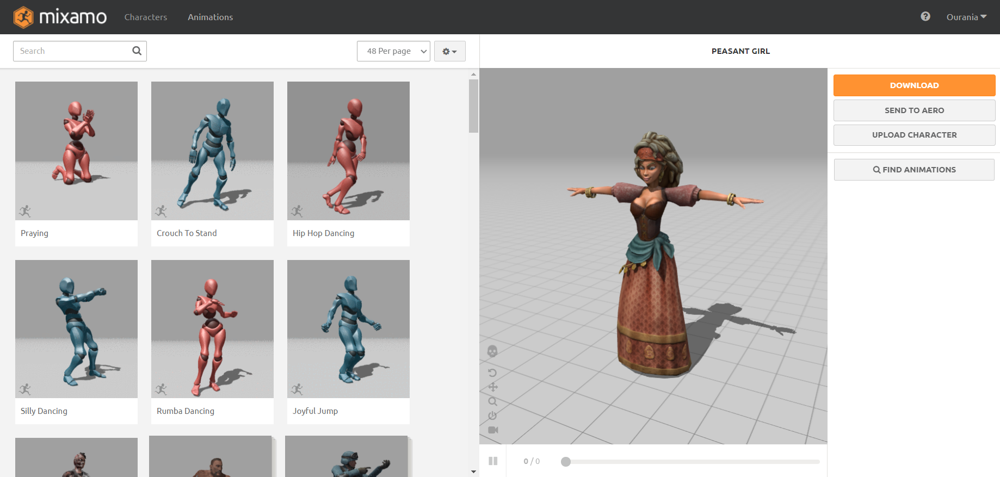 mixamo
Characters
Animations
Ourania
Search
48 Per page
PEASANT GIRL
Praying
Crouch To Stand
Hip Hop Dancing
Silly Dancing
Rumba Dancing
Joyful Jump
0 / 0
DOWNLOAD
SEND TO AERO
UPLOAD CHARACTER
FIND ANIMATIONS